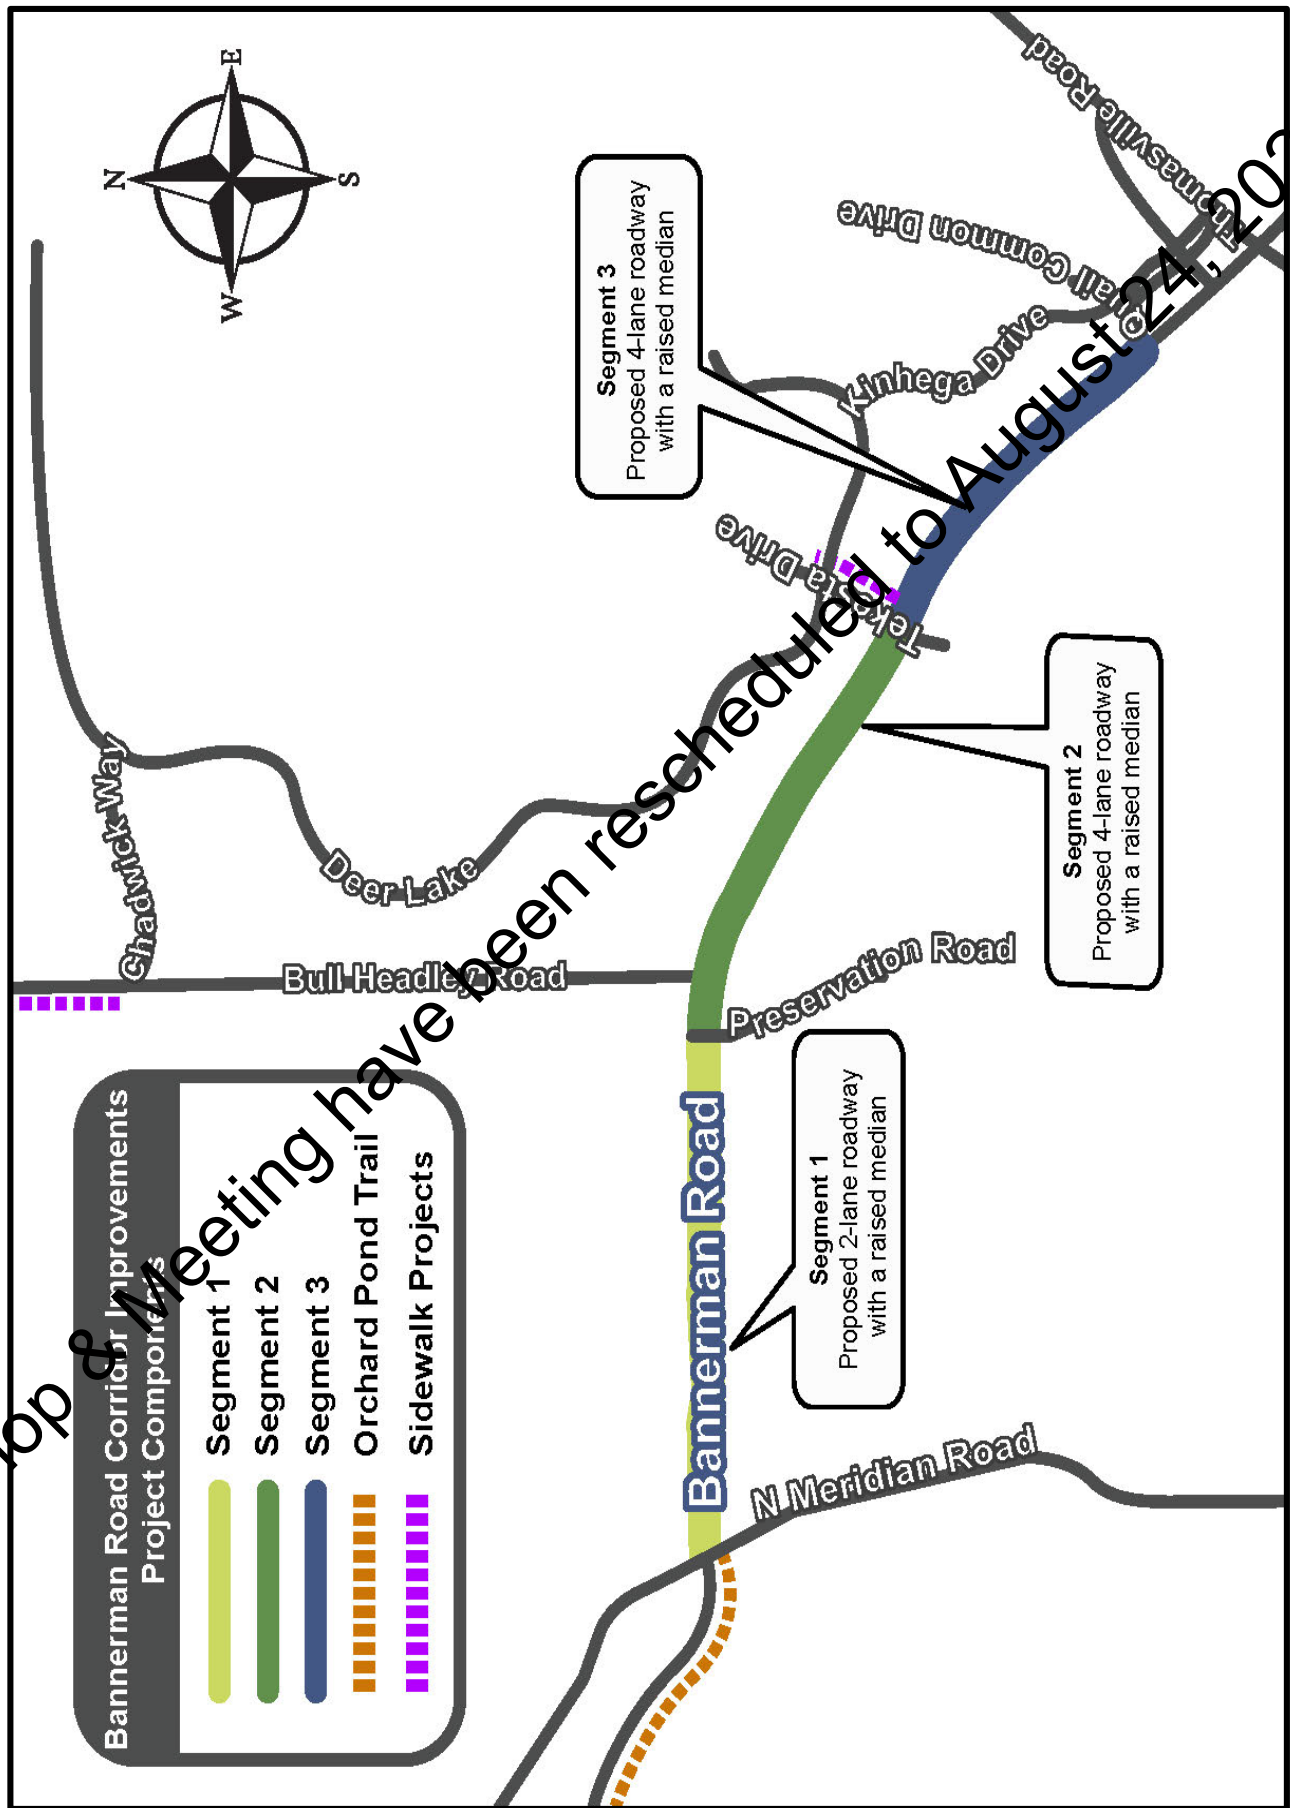 Bannerman Road Corridor Improvements
Project Components
Segment 1
Segment 2
Segment 3
Orchard Pond Trail
Sidewalk Projects
N
W
E
S
Chadwick Way
Deer Lake
Bull Headley Road
Segment 3
Proposed 4-lane roadway
with a raised median
Tekesta Drive
Kinhega Drive
Quail Common Drive
Thomasville Road
Bannerman Road
Preservation Road
N Meridian Road
Segment 1
Proposed 2-lane roadway
with a raised median
Segment 2
Proposed 4-lane roadway
with a raised median
& Meeting have been rescheduled to August 24,